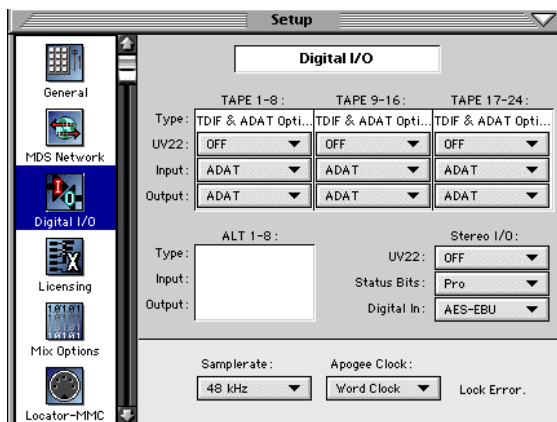 Setup
General
MDS Network
Digital I/O
Licensing
Mix Options
Locator-MMC
Digital I/O
TAPE 1-8: TAPE 9-16: TAPE 17-24:
Type: TDIF & ADAT Opti... TDIF & ADAT Opti... TDIF & ADAT Opti...
UV22: OFF OFF OFF
Input: ADAT ADAT ADAT
Output: ADAT ADAT ADAT
ALT 1-8:
Type:
Input:
Output:
Stereo I/O:
UV22: OFF
Status Bits: Pro
Digital In: AES-EBU
Samplerate: Apogee Clock:
48 kHz Word Clock Lock Error.